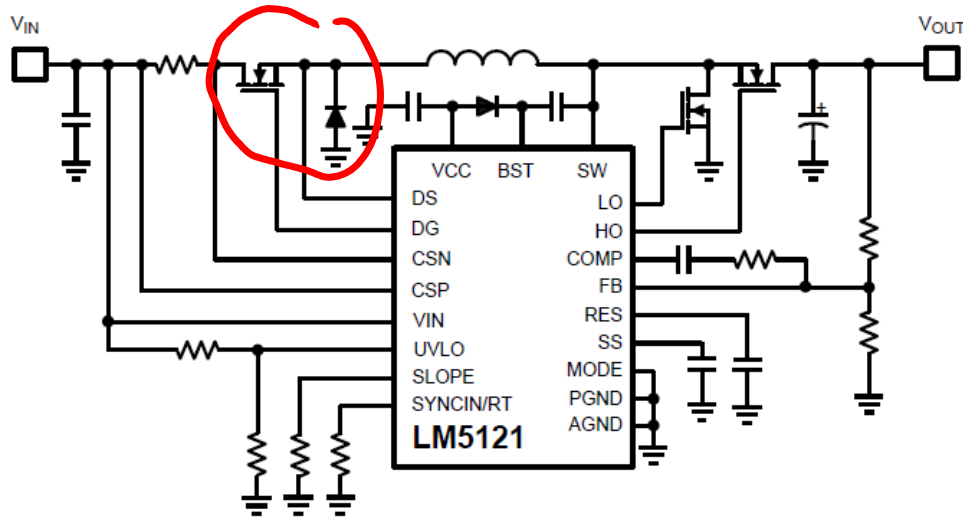 VIN
VOUT
VCC BST SW
DS
DG
CSN
CSP
VIN
UVLO
SLOPE
SYNCIN/RT
LM5121
LO
HO
COMP
FB
RES
SS
MODE
PGND
AGND
+